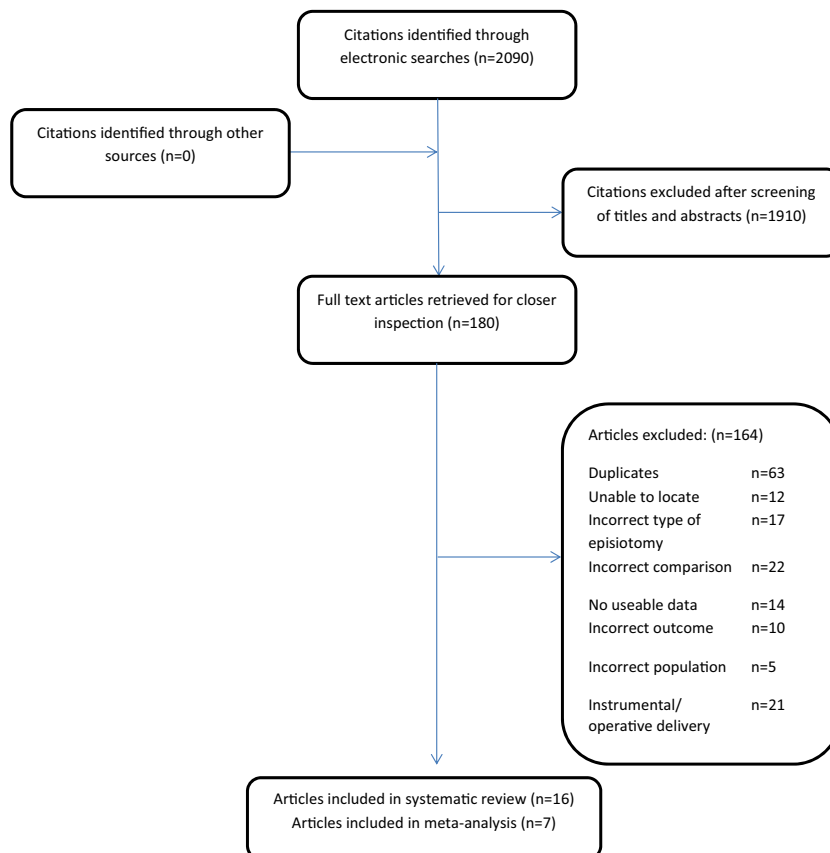 Citations identified through
electronic searches (n=2090)
Citations identified through other
sources (n=0)
Citations excluded after screening
of titles and abstracts (n=1910)
Full text articles retrieved for closer
inspection (n=180)
Articles excluded: (n=164)
Duplicates n=63
Unable to locate n=12
Incorrect type of n=17
episiotomy
Incorrect comparison n=22
No useable data n=14
Incorrect outcome n=10
Incorrect population n=5
Instrumental/ n=21
operative delivery
Articles included in systematic review (n=16)
Articles included in meta-analysis (n=7)